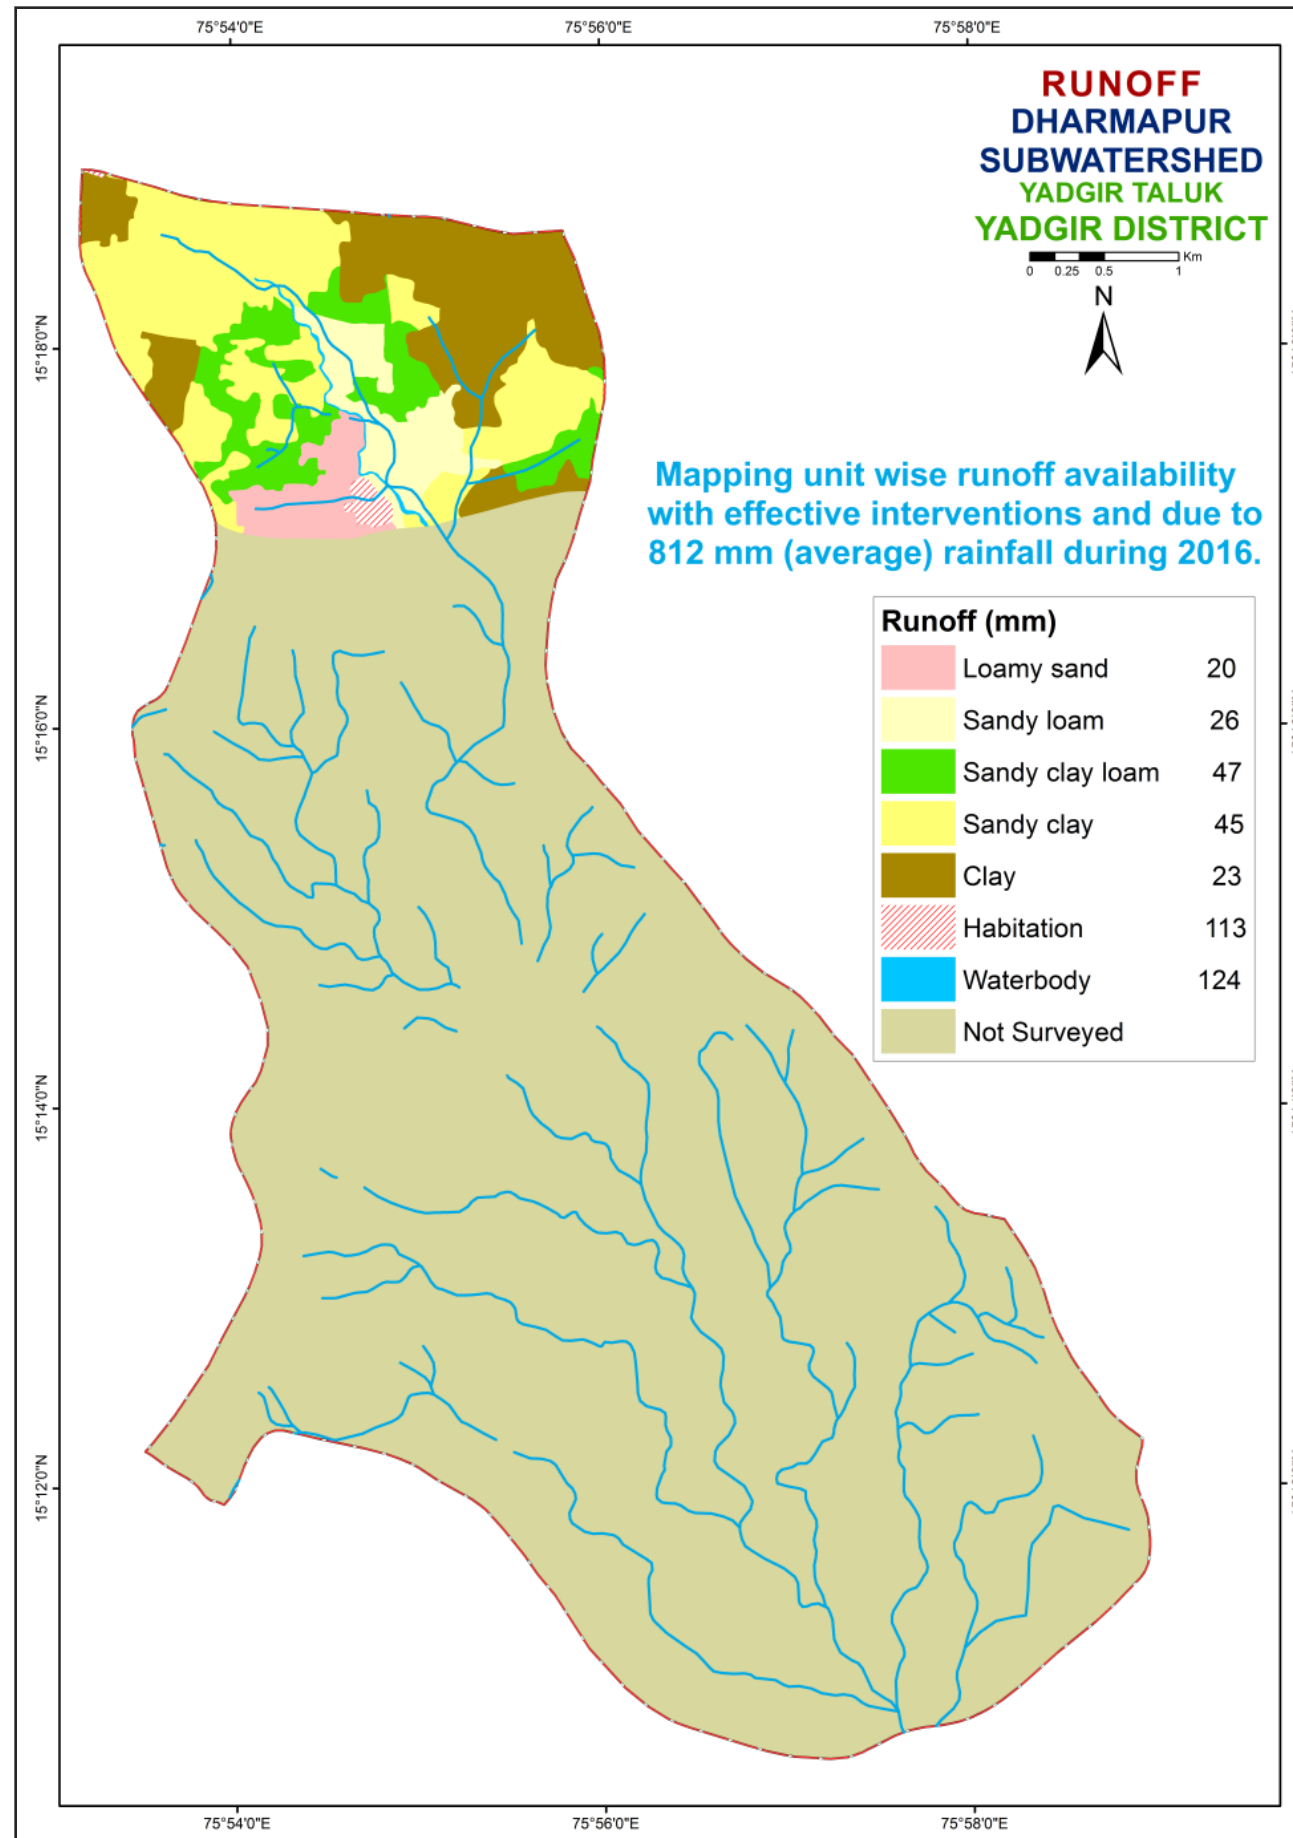 75°54'0"E 75°56'0"E 75°58'0"E
RUNOFF
DHARMAPUR
SUBWATERSHED
YADGIR TALUK
YADGIR DISTRICT
Km
0 0.25 0.5 1
N
15°18'0"N
Mapping unit wise runoff availability
with effective interventions and due to
812 mm (average) rainfall during 2016.
Runoff (mm)
Loamy sand 20
Sandy loam 26
Sandy clay loam 47
Sandy clay 45
Clay 23
Habitation 113
Waterbody 124
Not Surveyed
15°16'0"N
15°14'0"N
15°12'0"N
75°54'0"E 75°56'0"E 75°58'0"E